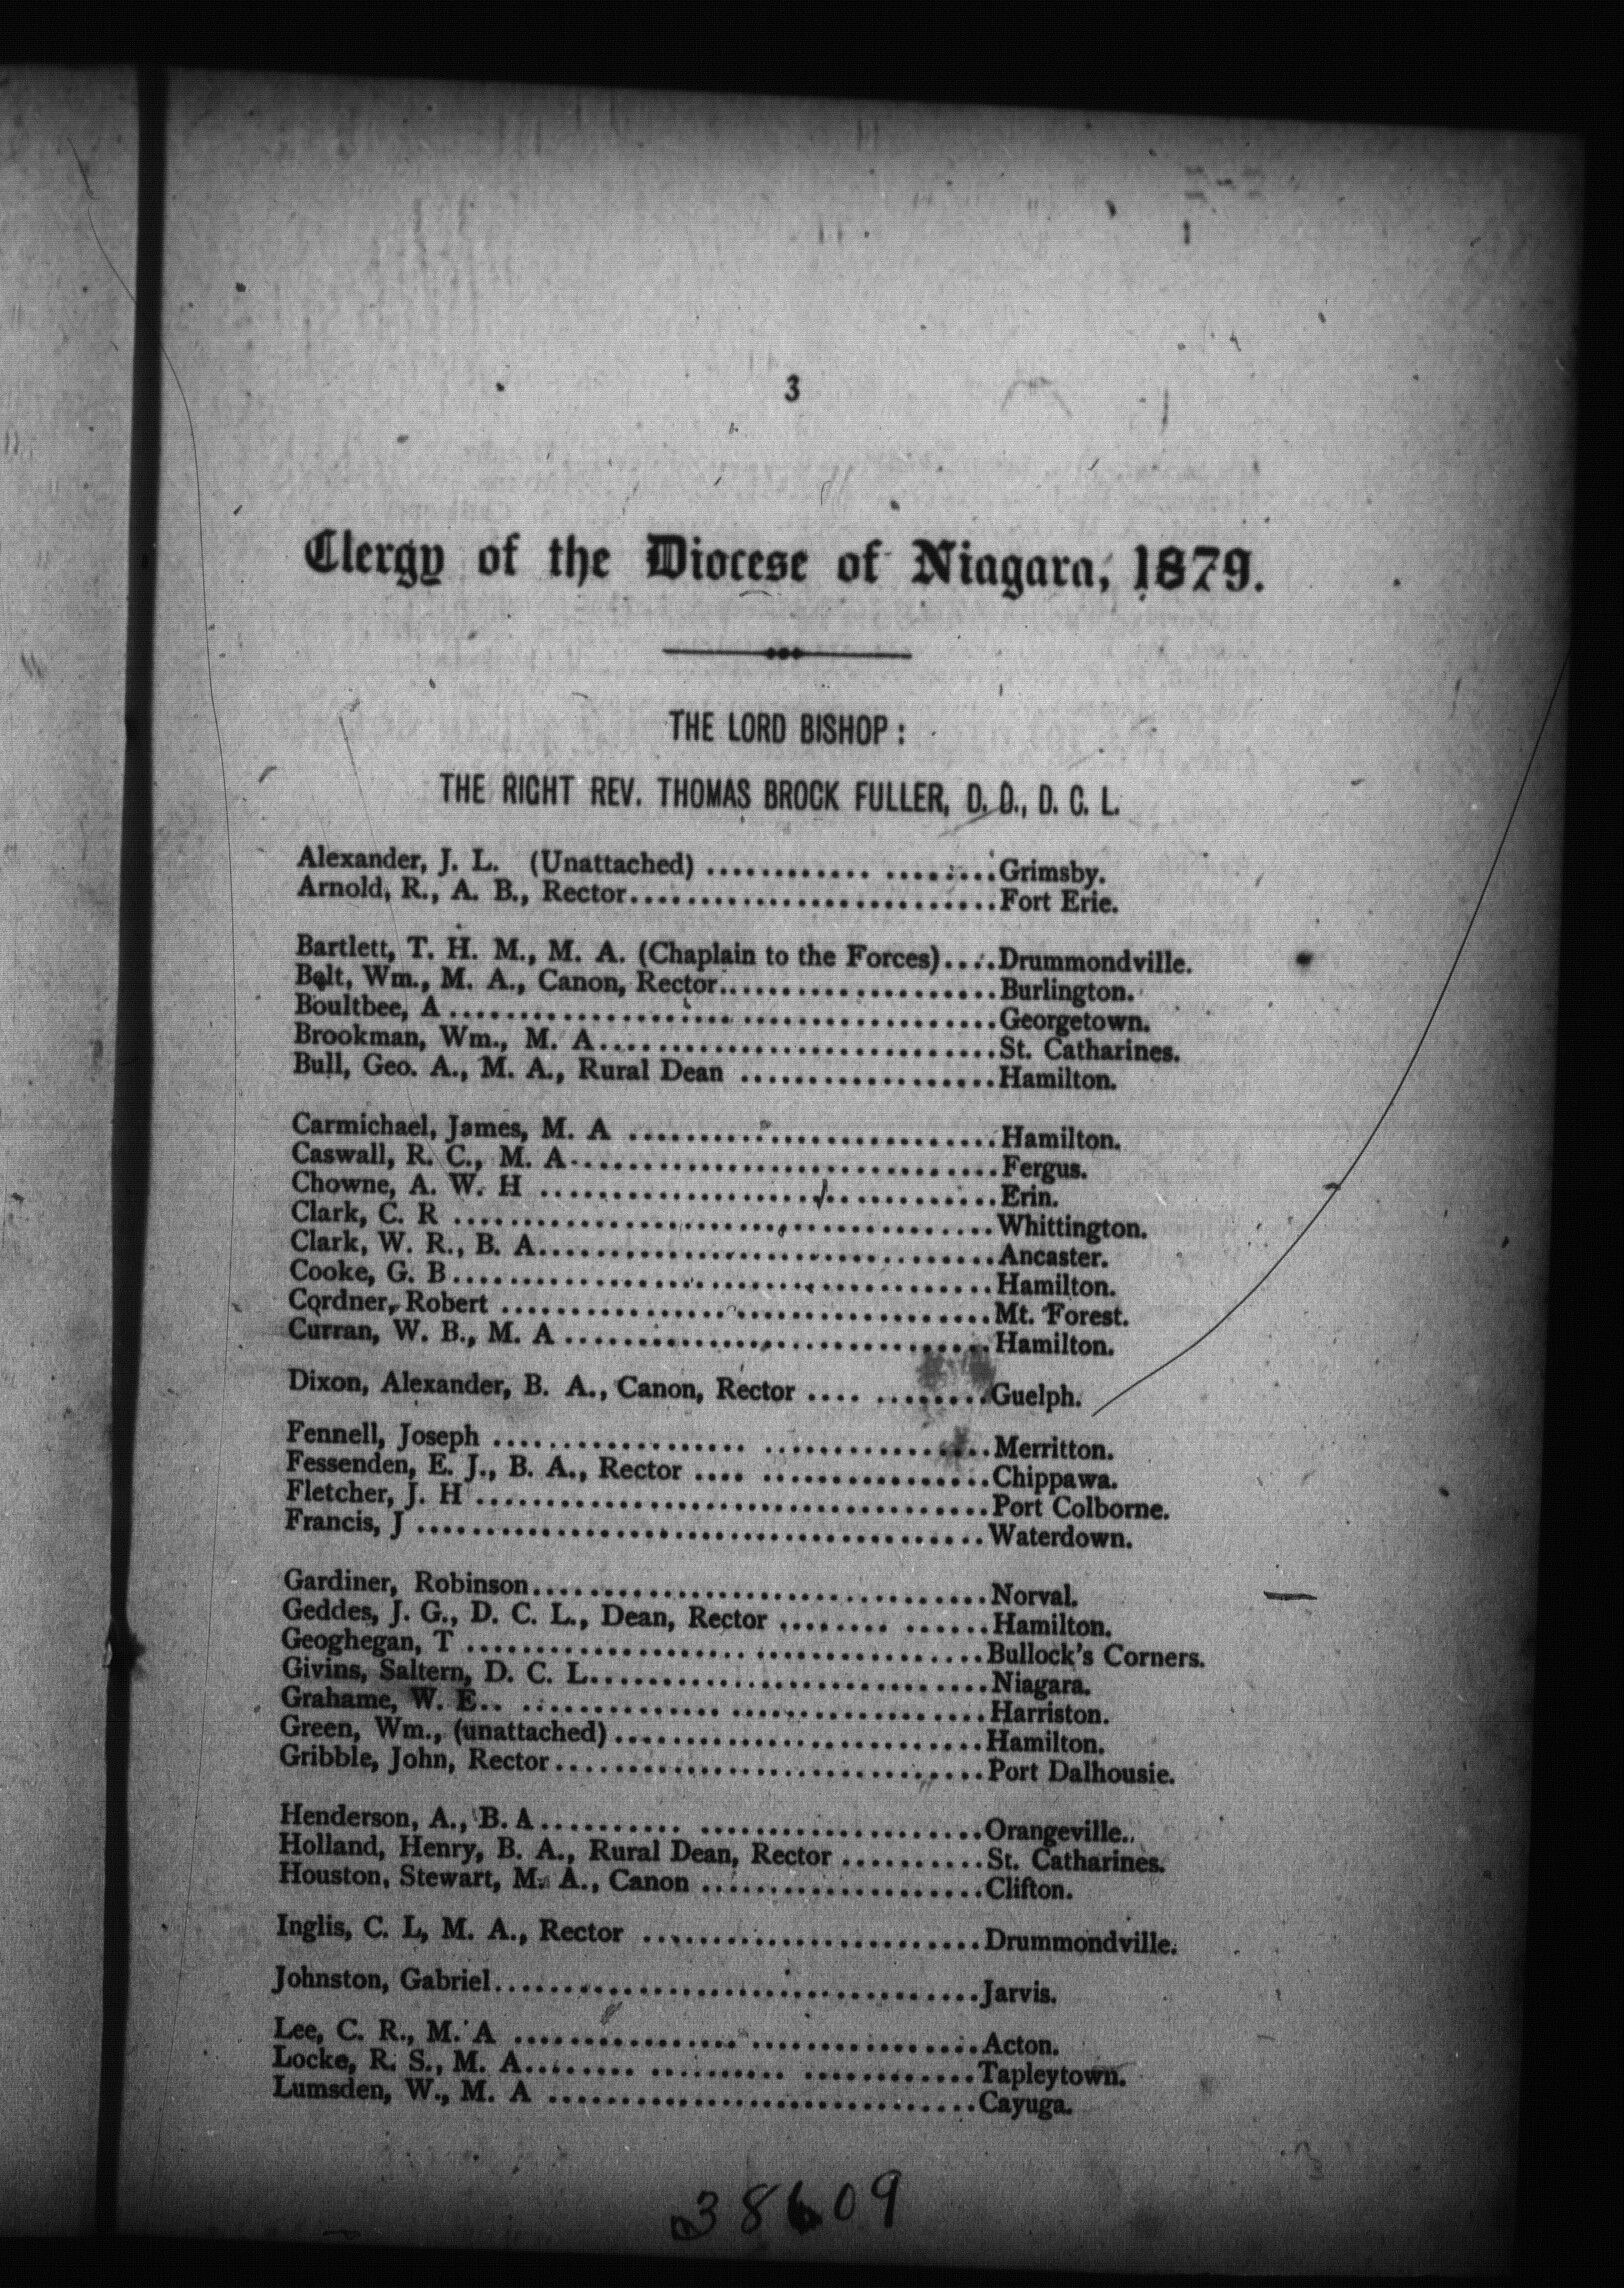 3
Clergy of the Diocese of Niagara, 1879.
THE LORD BISHOP :
THE RIGHT REV. THOMAS BROCK FULLER, D. D., D. C. L.
Alexander, J. L. (Unattached) .................... Grimsby.
Arnold, R., A. B., Rector.......................... Fort Erie.
Bartlett, T. H. M., M. A. (Chaplain to the Forces)....Drummondville.
Belt, Wm., M. A., Canon, Rector....................Burlington.
Boultbee, A .......................................Georgetown.
Brookman, Wm., M. A............................St. Catharines.
Bull, Geo. A., M. A., Rural Dean ..................Hamilton.
Carmichael, James, M. A ..........................Hamilton.
Caswall, R. C., M. A..............................Fergus.
Chowne, A. W. H ................................Erin.
Clark, C. R ......................................Whittington.
Clark, W. R., B. A................................Ancaster.
Cooke, G. B......................................Hamilton.
Cordner, Robert ..................................Mt. Forest.
Curran, W. B., M. A ..............................Hamilton.
Dixon, Alexander, B. A., Canon, Rector .... ........Guelph.
Fennell, Joseph .................. ................Merritton.
Fessenden, E. J., B. A., Rector .... ................Chippawa.
Fletcher, J. H ....................................Port Colborne.
Francis, J ........................................Waterdown.
Gardiner, Robinson................................Norval.
Geddes, J. G., D. C. L., Dean, Rector ........ ......Hamilton.
Geoghegan, T ....................................Bullock's Corners.
Givins, Saltern, D. C. L............................Niagara.
Grahame, W. E.. ................................Harriston.
Green, Wm., (unattached)..........................Hamilton.
Gribble, John, Rector..............................Port Dalhousie.
Henderson, A., B. A.......... ....................Orangeville.
Holland, Henry, B. A., Rural Dean, Rector ..........St. Catharines.
Houston, Stewart, M. A., Canon ....................Clifton.
Inglis, C. L, M. A., Rector ........................Drummondville.
Johnston, Gabriel..................................Jarvis.
Lee, C. R., M. A ................ ................Acton.
Locke, R. S., M. A........ .......... ............Tapleytown.
Lumsden, W., M. A ..............................Cayuga.
38609